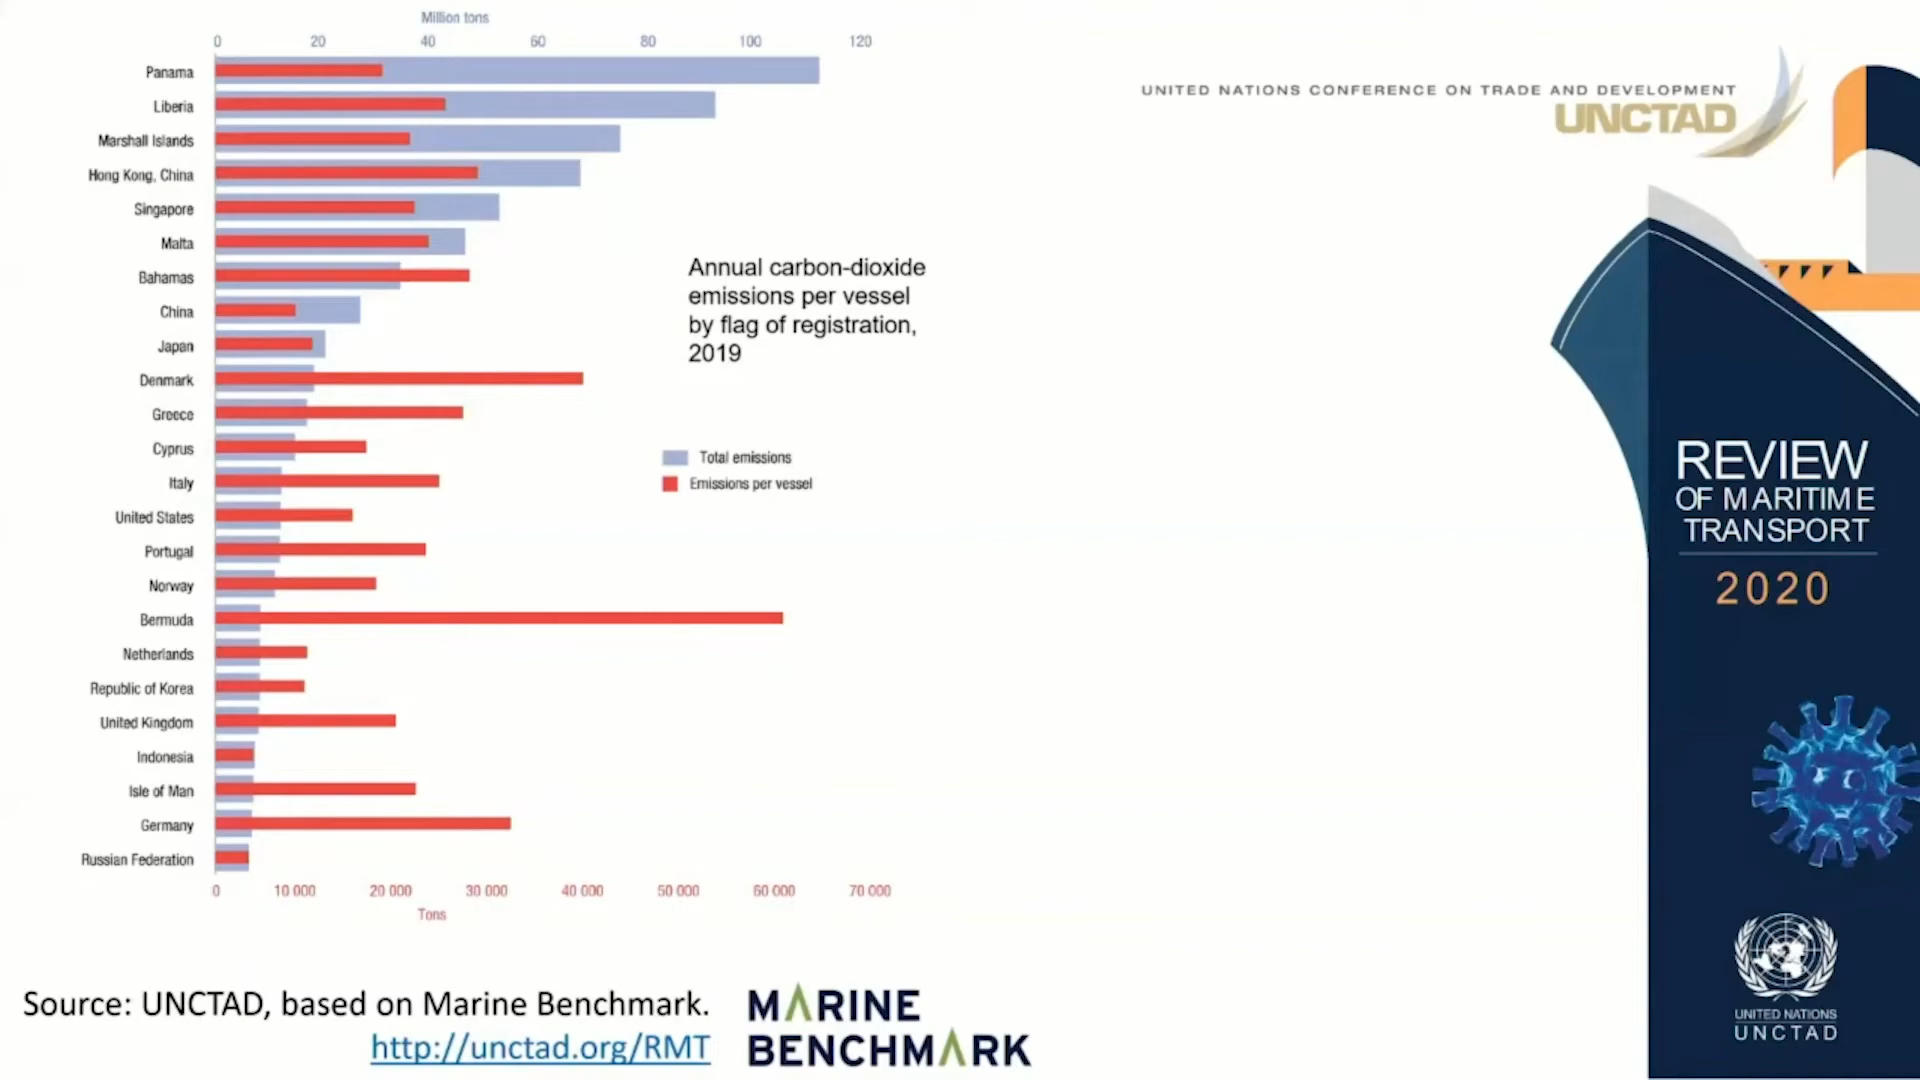 Million tons
0 20 40 60 80 100 120
Panama
Liberia
Marshall Islands
Hong Kong, China
Singapore
Malta
Bahamas
China
Japan
Denmark
Greece
Cyprus
Italy
United States
Portugal
Norway
Bermuda
Netherlands
Republic of Korea
United Kingdom
Indonesia
Isle of Man
Germany
Russian Federation
0 10 000 20 000 30 000 40 000 50 000 60 000 70 000
Tons
Annual carbon-dioxide
emissions per vessel
by flag of registration,
2019
Total emissions
Emissions per vessel
Source: UNCTAD, based on Marine Benchmark.
http://unctad.org/RMT
MARINE
BENCHMARK
UNITED NATIONS CONFERENCE ON TRADE AND DEVELOPMENT
UNCTAD
REVIEW
OF MARITIME
TRANSPORT
2020
UNITED NATIONS
UNCTAD